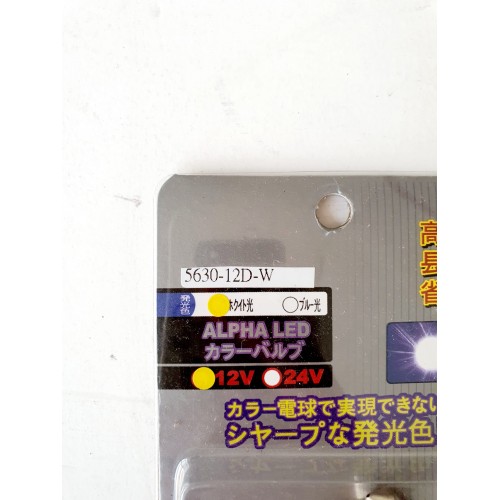 5630-12D-W
発光色 ホワイト光 ブルー光
ALPHA LED
カラーバルブ
12V 24V
カラー電球で実現できない
シャープな発光色
高
省